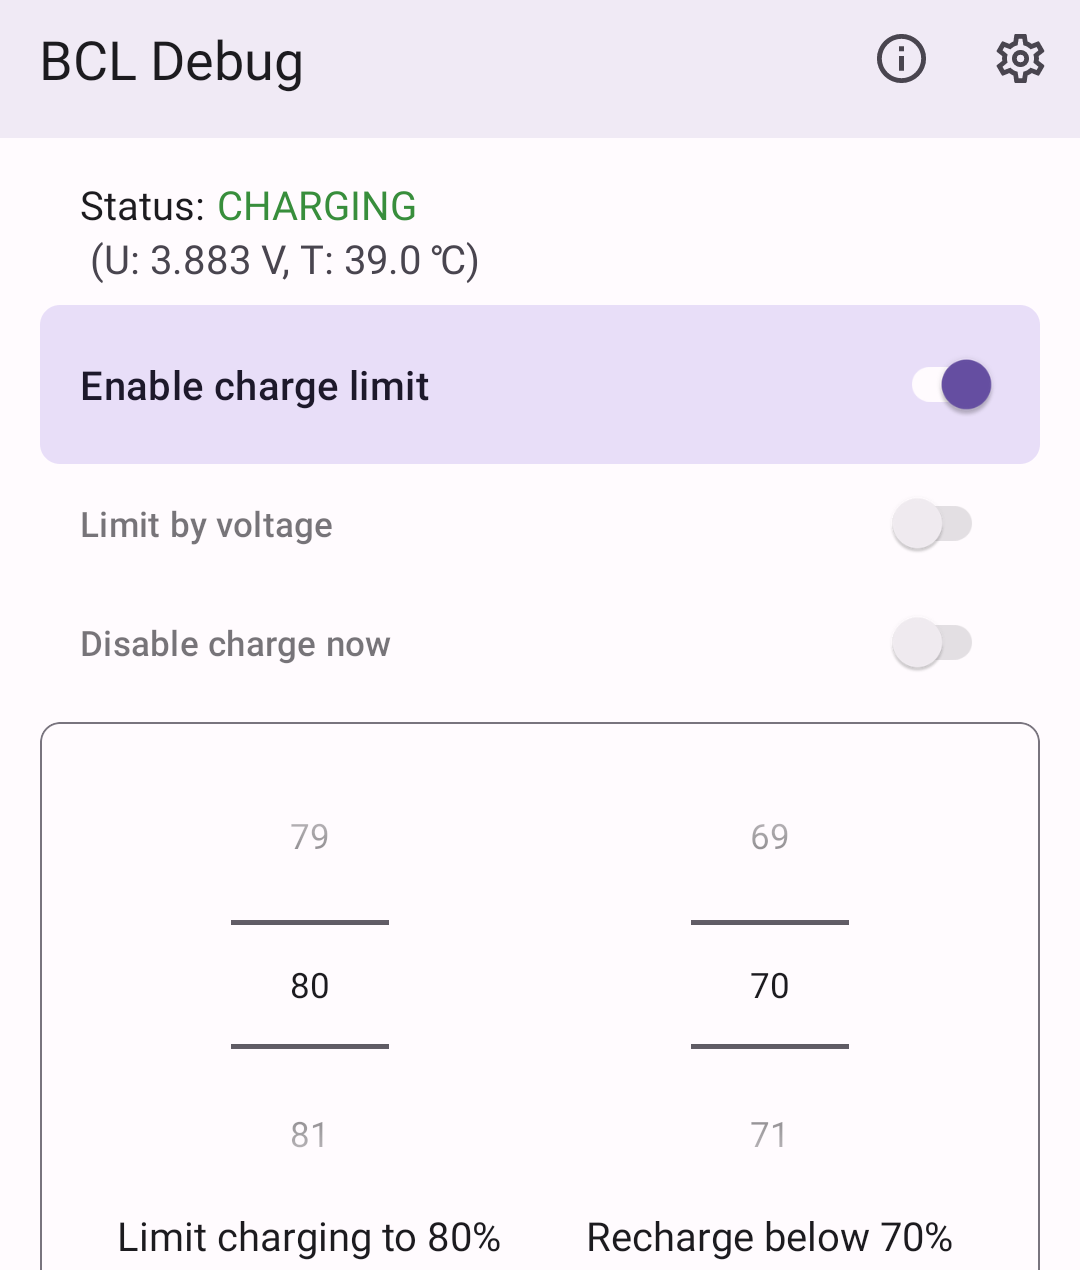 BCL Debug
Status: CHARGING
(U: 3.883 V, T: 39.0 ℃)
Enable charge limit
Limit by voltage
Disable charge now
79 69
80 70
81 71
Limit charging to 80% Recharge below 70%